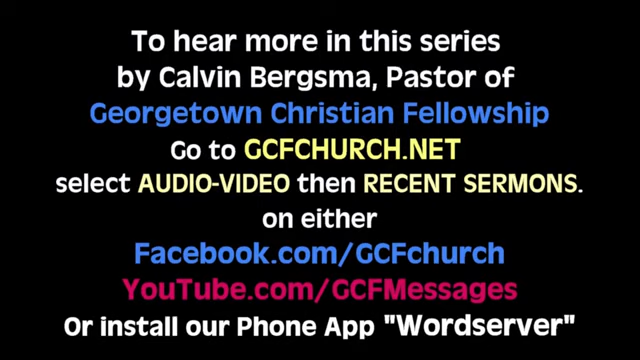 To hear more in this series
by Calvin Bergsma, Pastor of
Georgetown Christian Fellowship
Go to GCFCHURCH.NET
select AUDIO-VIDEO then RECENT SERMONS.
on either
Facebook.com/GCFchurch
YouTube.com/GCFMessages
Or install our Phone App "Wordserver"